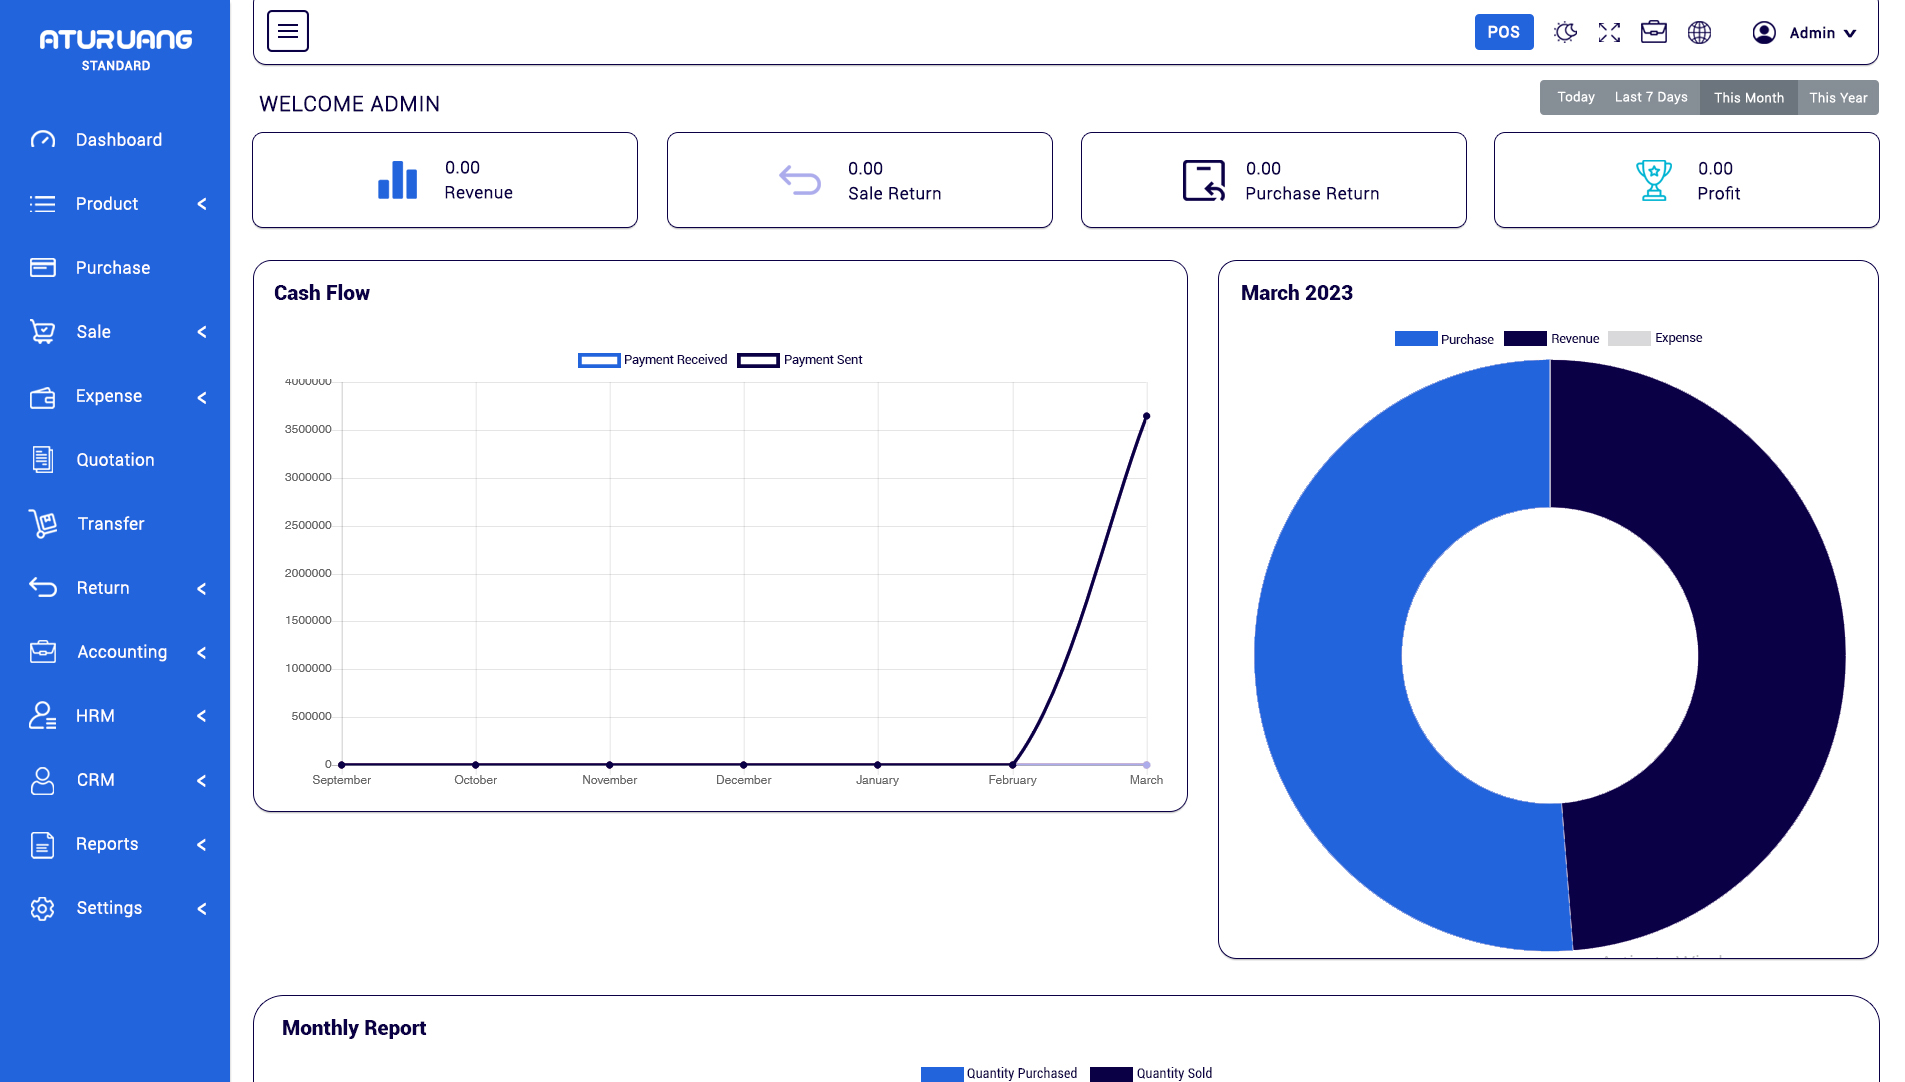 ATURUANG
STANDARD
Dashboard
Product
Purchase
Sale
Expense
Quotation
Transfer
Return
Accounting
HRM
CRM
Reports
Settings
POS
Admin
WELCOME ADMIN
Today Last 7 Days This Month This Year
0.00
Revenue
0.00
Sale Return
0.00
Purchase Return
0.00
Profit
Cash Flow
Payment Received Payment Sent
4000000
3500000
3000000
2500000
2000000
1500000
1000000
500000
0
September October November December January February March
March 2023
Purchase Revenue Expense
Monthly Report
Quantity Purchased Quantity Sold